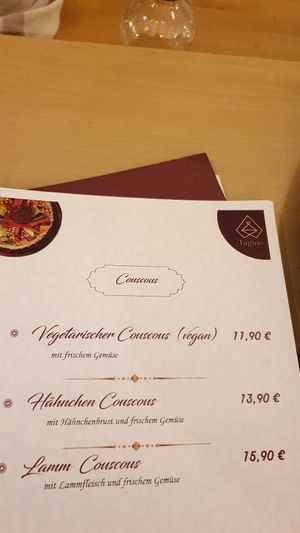 Tagine
Couscous
Vegetarischer Couscous (vegan) 11,90 €
mit frischem Gemüse
Hähnchen Couscous 13,90 €
mit Hähnchenbrust und frischem Gemüse
Lamm Couscous 15,90 €
mit Lammfleisch und frischem Gemüse